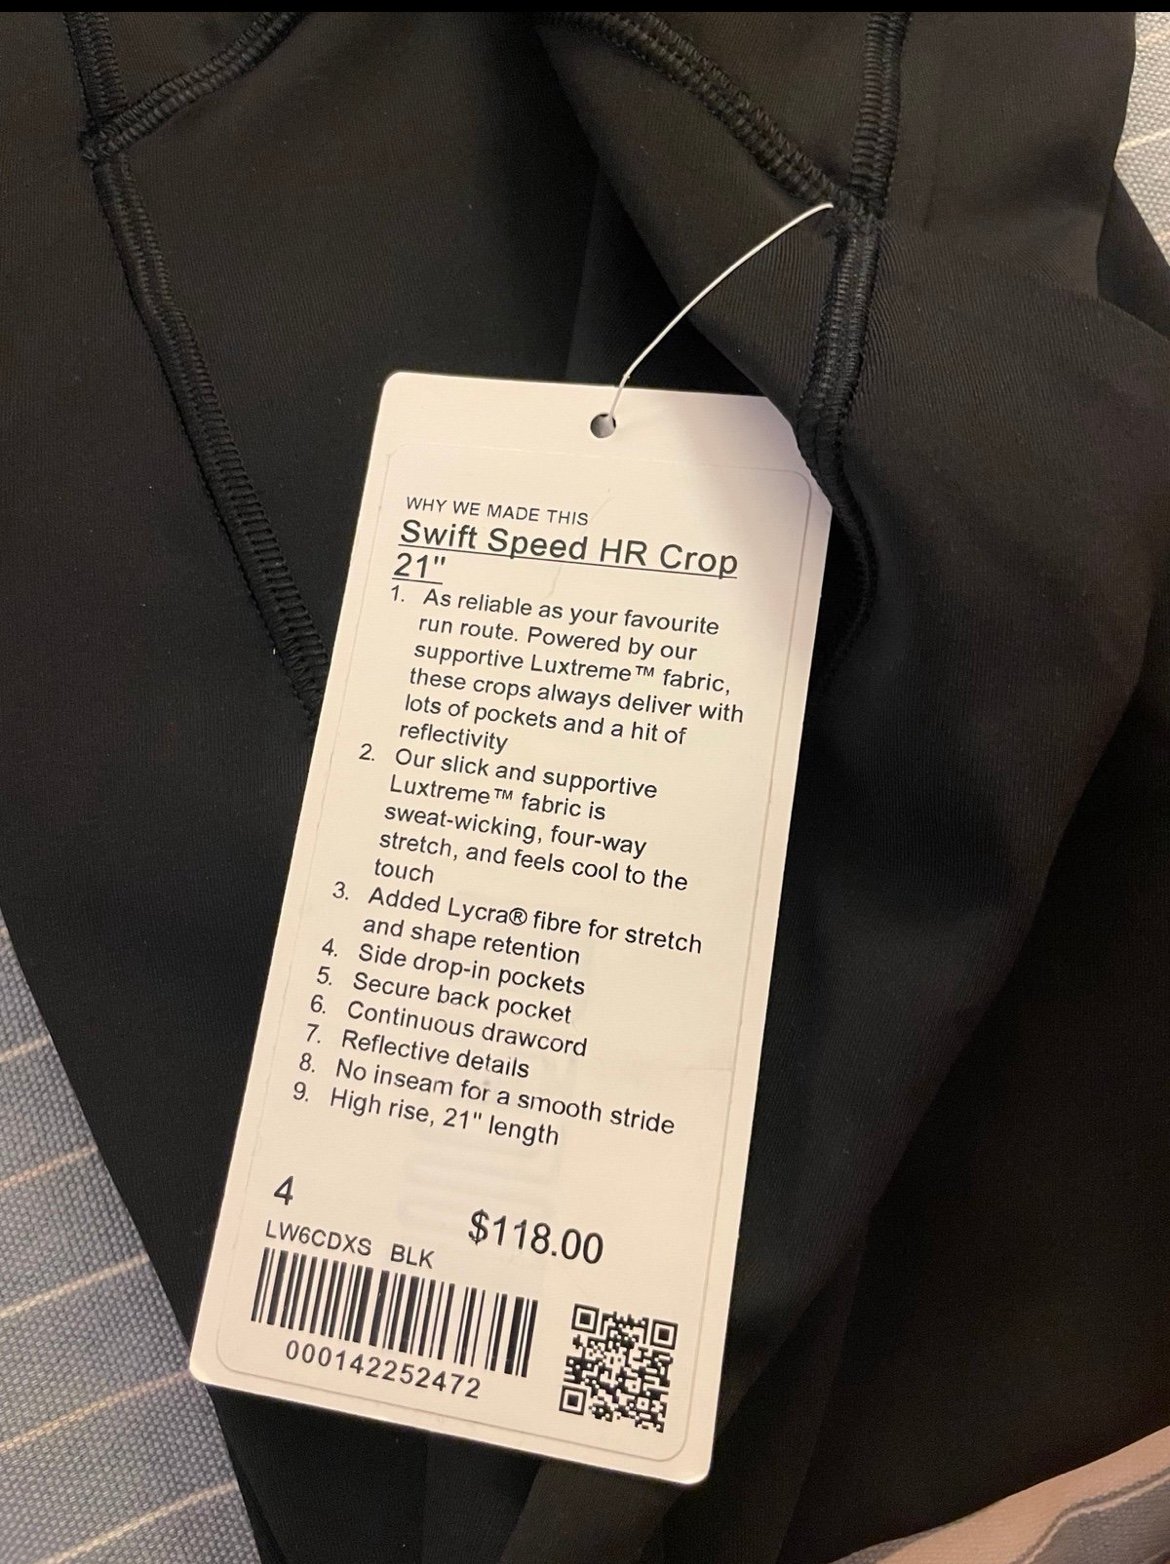 WHY WE MADE THIS
Swift Speed HR Crop
21"
1. As reliable as your favourite
run route. Powered by our
supportive Luxtreme™ fabric,
these crops always deliver with
lots of pockets and a hit of
reflectivity
2. Our slick and supportive
Luxtreme™ fabric is
sweat-wicking, four-way
stretch, and feels cool to the
touch
3. Added Lycra® fibre for stretch
and shape retention
4. Side drop-in pockets
5. Secure back pocket
6. Continuous drawcord
7. Reflective details
8. No inseam for a smooth stride
9. High rise, 21" length
4
$118.00
LW6CDXS BLK
000142252472